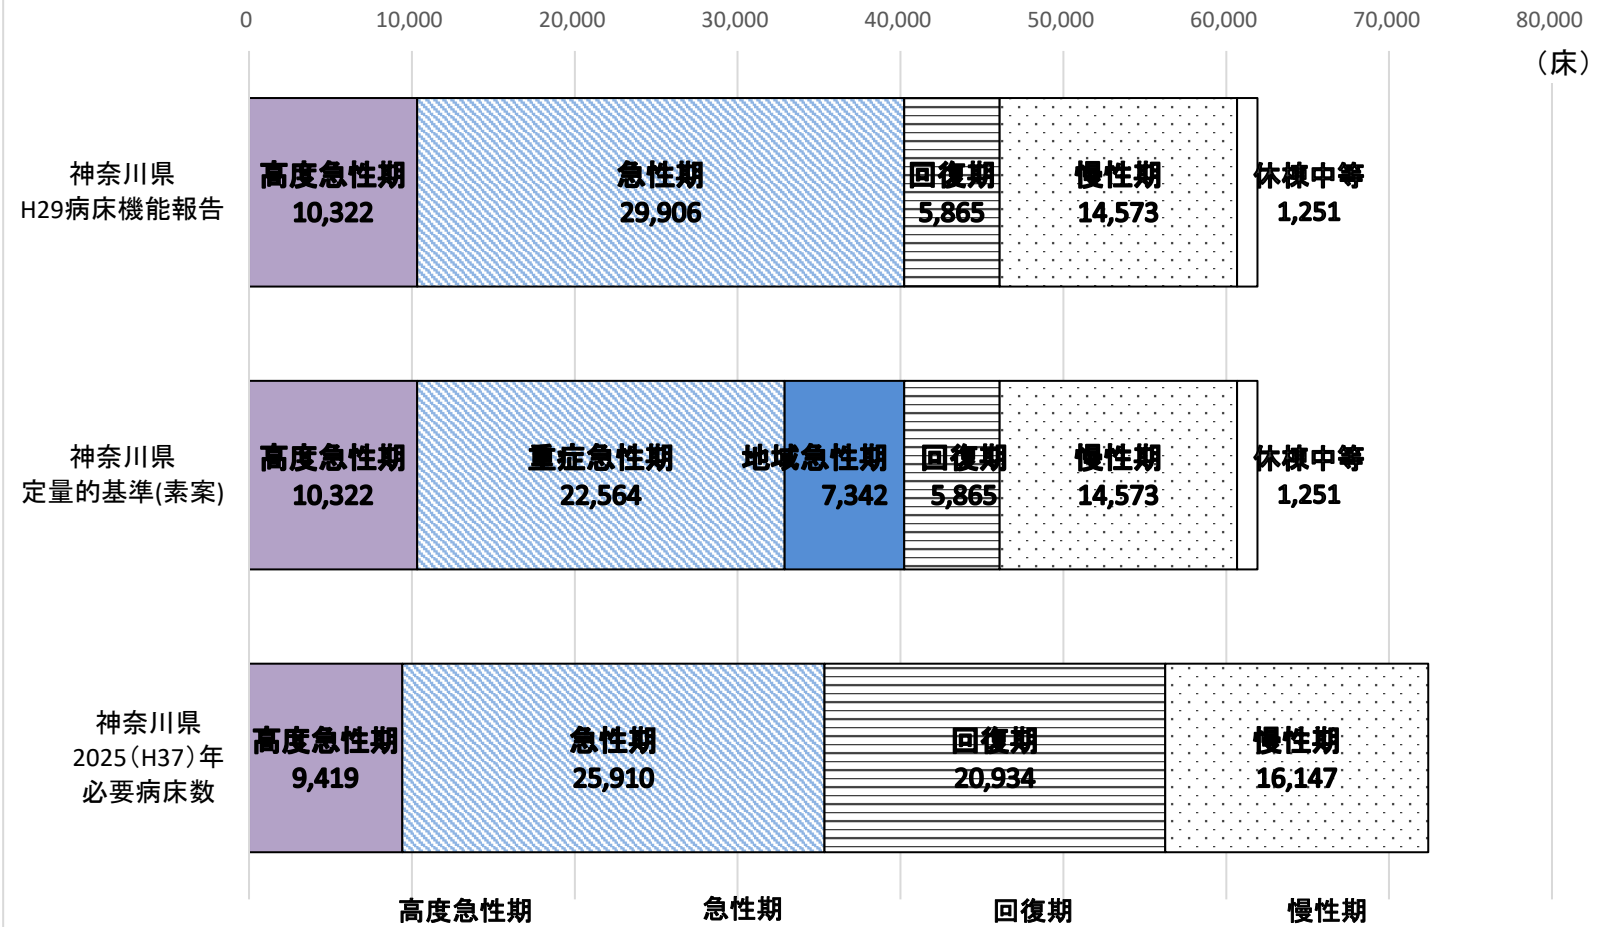 0 10,000 20,000 30,000 40,000 50,000 60,000 70,000 80,000
（床）
神奈川県
H29病床機能報告
高度急性期
10,322
急性期
29,906
回復期
5,865
慢性期
14,573
休棟中等
1,251
神奈川県
定量的基準(素案)
高度急性期
10,322
重症急性期
22,564
地域急性期
7,342
回復期
5,865
慢性期
14,573
休棟中等
1,251
神奈川県
2025（H37）年
必要病床数
高度急性期
9,419
急性期
25,910
回復期
20,934
慢性期
16,147
高度急性期 急性期 回復期 慢性期